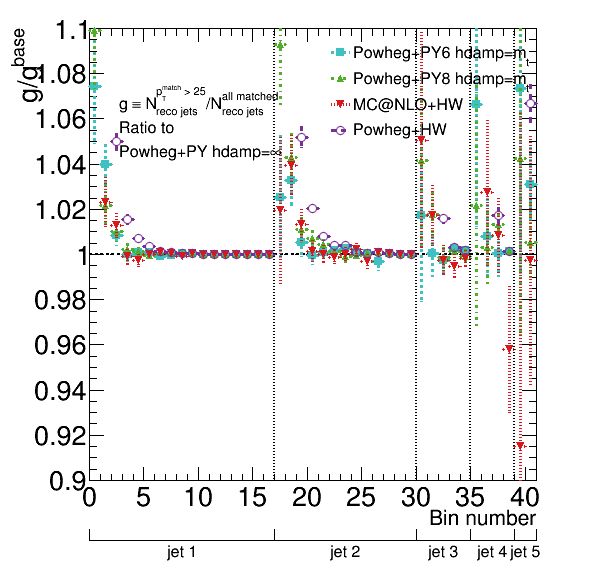 g/g^base
1.1
1.08
1.06
1.04
1.02
1
0.98
0.96
0.94
0.92
0.9
Powheg+PY6 hdamp=m_t
Powheg+PY8 hdamp=m_t
MC@NLO+HW
Powheg+HW
g ≡ N_reco jets^{p_T^match > 25} /N_reco jets^all matched
Ratio to
Powheg+PY hdamp=∞
0 5 10 15 20 25 30 35 40
Bin number
jet 1 jet 2 jet 3 jet 4 jet 5